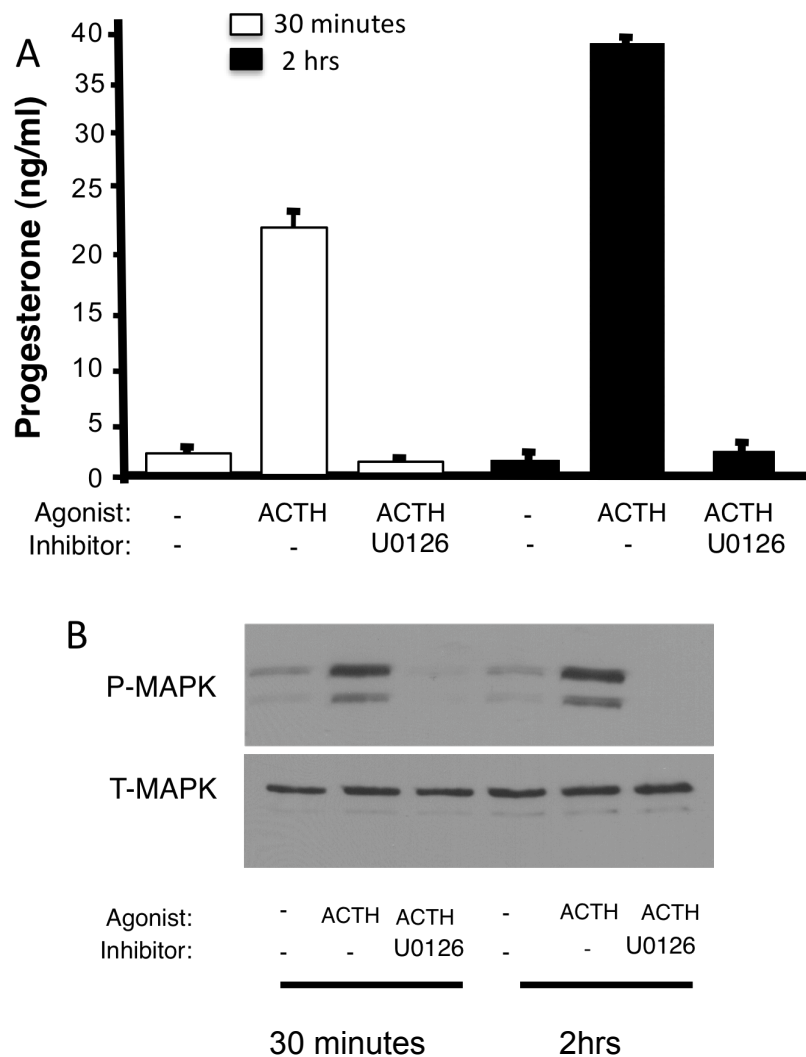 A
30 minutes
2 hrs
Progesterone (ng/ml)
40
35
30
25
20
15
10
5
0
Agonist: - ACTH ACTH - ACTH ACTH
Inhibitor: - - U0126 - - U0126
B
P-MAPK
T-MAPK
Agonist: - ACTH ACTH - ACTH ACTH
Inhibitor: - - U0126 - - U0126
30 minutes 2hrs